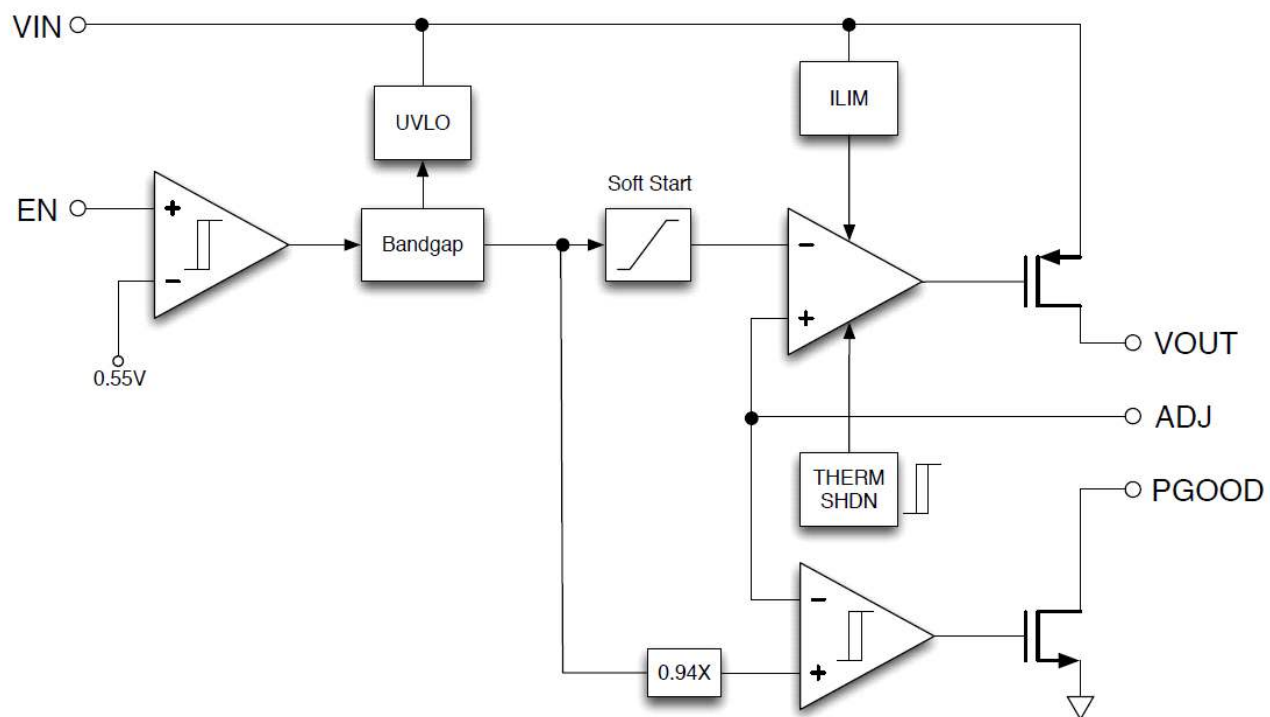 VIN
ILIM
UVLO
Soft Start
EN
+
Bandgap
-
-
+
0.55V
VOUT
ADJ
THERM
SHDN
PGOOD
-
0.94X
+